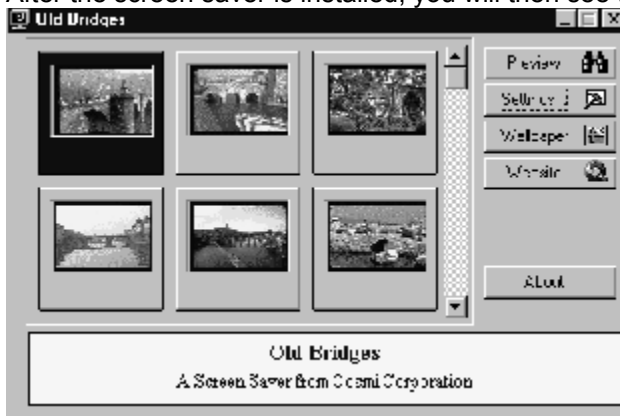 After the screen saver is installed, you will then see
Old Bridges
Preview
Settings
Wallpaper
Website
About
Old Bridges
A Screen Saver from Cosmi Corporation